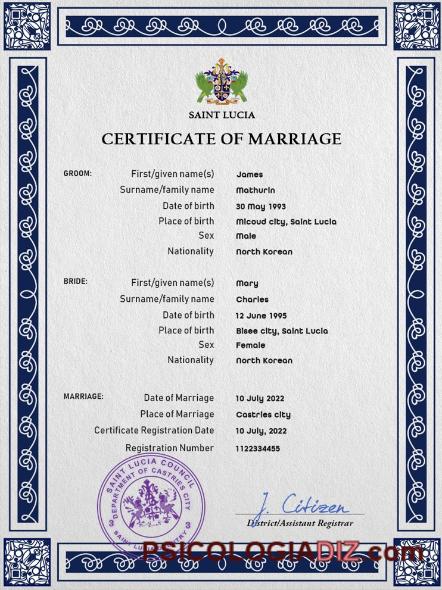 SAINT LUCIA
CERTIFICATE OF MARRIAGE
GROOM: First/given name(s) James
Surname/family name Mathurin
Date of birth 30 May 1993
Place of birth Micoud city, Saint Lucia
Sex Male
Nationality North Korean
BRIDE: First/given name(s) Mary
Surname/family name Charles
Date of birth 12 June 1995
Place of birth Bisee city, Saint Lucia
Sex Female
Nationality North Korean
MARRIAGE: Date of Marriage 10 July 2022
Place of Marriage Castries city
Certificate Registration Date 10 July, 2022
Registration Number 1122334455
SAINT LUCIA COUNCIL
DEPARTMENT OF CASTRIES CITY
SAINT LUCIA
J. Citizen
District/Assistant Registrar
PSICOLOGIADIZ.com